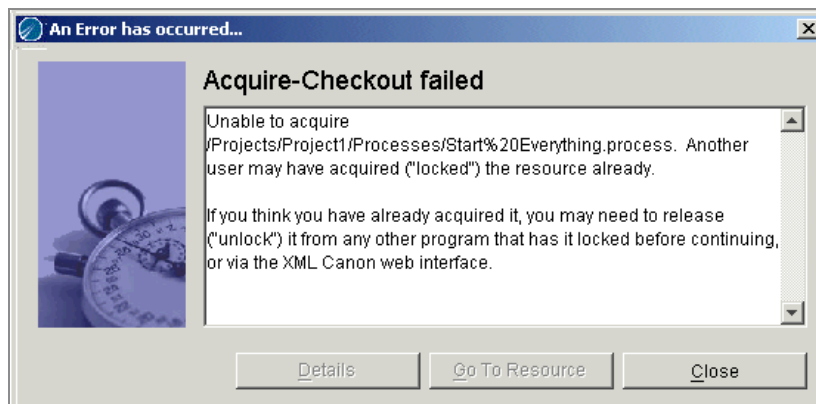 An Error has occurred...
Acquire-Checkout failed
Unable to acquire
/Projects/Project1/Processes/Start%20Everything.process.  Another
user may have acquired ("locked") the resource already.
If you think you have already acquired it, you may need to release
("unlock") it from any other program that has it locked before continuing,
or via the XML Canon web interface.
Details
Go To Resource
Close